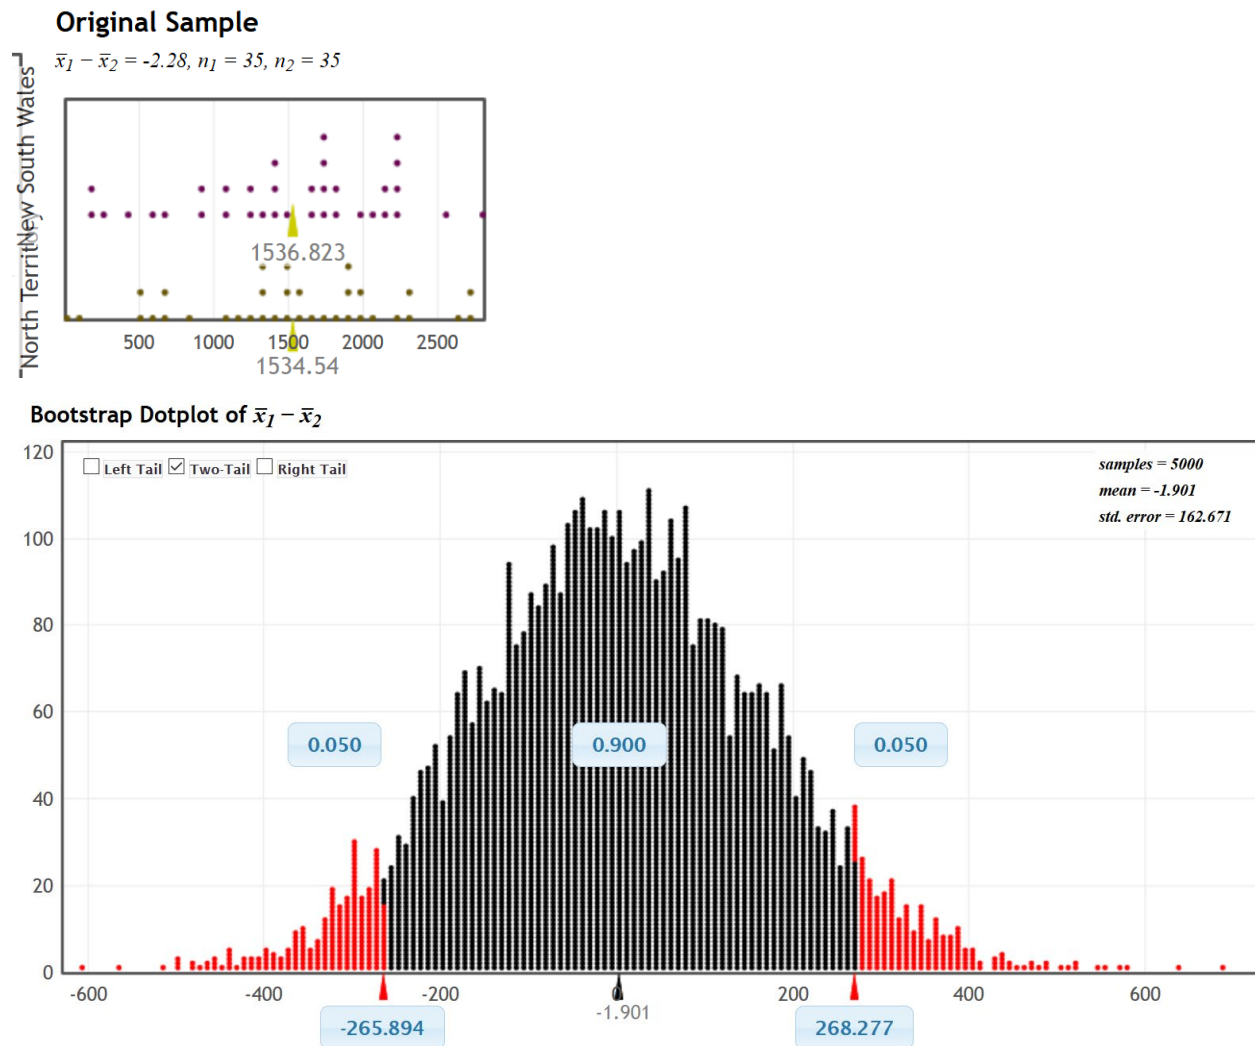 Original Sample
x̄1 − x̄2 = -2.28, n1 = 35, n2 = 35
New South Wales
North Territory
1536.823
500 1000 1500 2000 2500
1534.54
Bootstrap Dotplot of x̄1 − x̄2
120
Left Tail Two-Tail Right Tail
samples = 5000
mean = -1.901
std. error = 162.671
100
80
60
0.050 0.900 0.050
40
20
0
-600 -400 -200 0 200 400 600
-1.901
-265.894 268.277